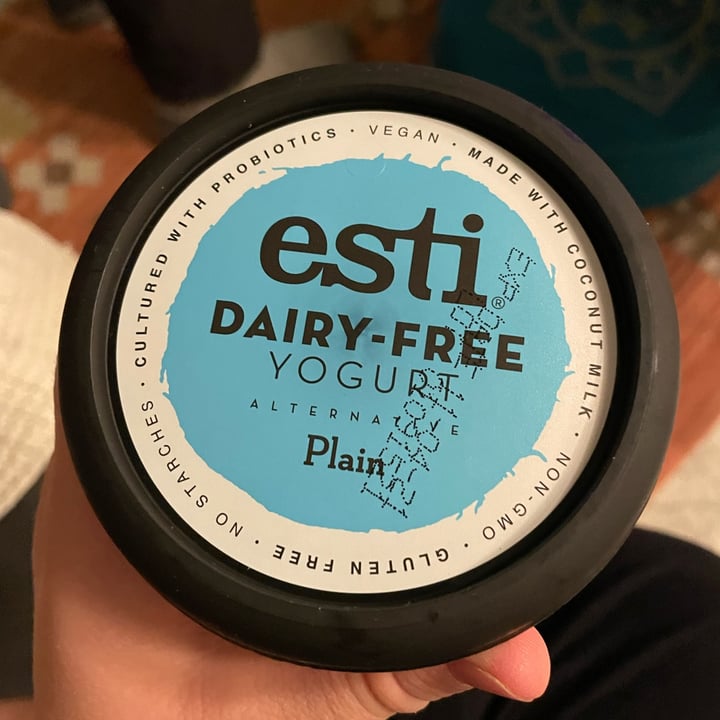 CULTURED WITH PROBIOTICS • VEGAN • MADE WITH COCONUT MILK • NON-GMO • GLUTEN FREE • NO STARCHES •
esti®
DAIRY-FREE
YOGURT
ALTERNATIVE
Plain